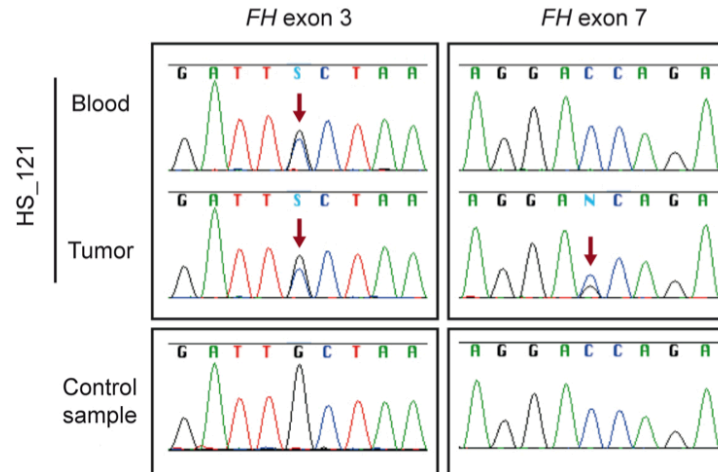 FH exon 3 FH exon 7
HS_121
Blood
G A T T S C T A A A G G A C C A G A
Tumor
G A T T S C T A A A G G A N C A G A
Control
sample
G A T T G C T A A A G G A C C A G A